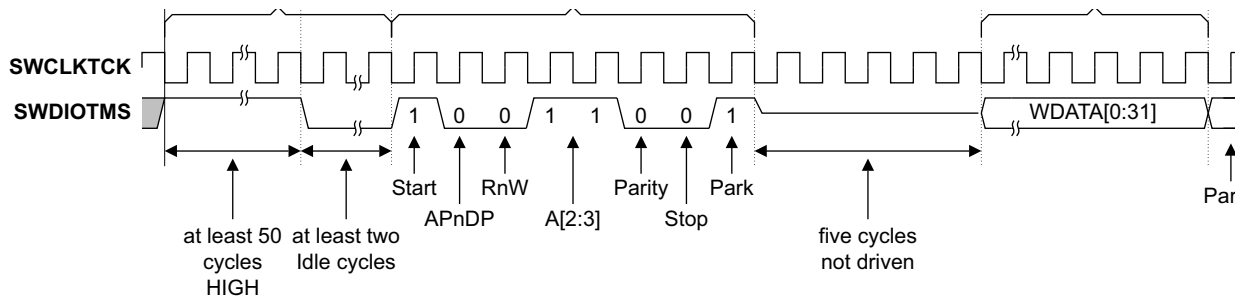 SWCLKTCK
SWDIOTMS
1 0 0 1 1 0 0 1
WDATA[0:31]
Start
RnW
Parity
Park
APnDP
A[2:3]
Stop
at least 50
cycles
HIGH
at least two
Idle cycles
five cycles
not driven